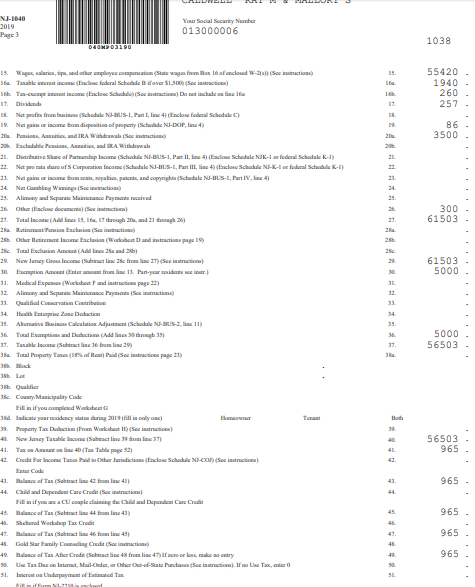 NJ-1040
2019
Page 3
040MP03190
Your Social Security Number
013000006
1038
15. Wages, salaries, tips, and other employee compensation (State wages from Box 16 of enclosed W-2(s)) (See instructions) 15. 55420 .
16a. Taxable interest income (Enclose federal Schedule B if over $1,500) (See instructions) 16a. 1940 .
16b. Tax-exempt interest income (Enclose Schedule) (See instructions) Do not include on line 16a 16b. 260 .
17. Dividends 17. 257 .
18. Net profits from business (Schedule NJ-BUS-1, Part I, line 4) (Enclose federal Schedule C) 18. .
19. Net gains or income from disposition of property (Schedule NJ-DOP, line 4) 19. 86 .
20a. Pensions, Annuities, and IRA Withdrawals (See instructions) 20a. 3500 .
20b. Excludable Pensions, Annuities, and IRA Withdrawals 20b. .
21. Distributive Share of Partnership Income (Schedule NJ-BUS-1, Part II, line 4) (Enclose Schedule NJK-1 or federal Schedule K-1) 21. .
22. Net pro rata share of S Corporation Income (Schedule NJ-BUS-1, Part III, line 4) (Enclose Schedule NJ-K-1 or federal Schedule K-1) 22. .
23. Net gains or income from rents, royalties, patents, and copyrights (Schedule NJ-BUS-1, Part IV, line 4) 23. .
24. Net Gambling Winnings (See instructions) 24. .
25. Alimony and Separate Maintenance Payments received 25. .
26. Other (Enclose documents) (See instructions) 26. 300 .
27. Total Income (Add lines 15, 16a, 17 through 20a, and 21 through 26) 27. 61503 .
28a. Retirement/Pension Exclusion (See instructions) 28a. .
28b. Other Retirement Income Exclusion (Worksheet D and instructions page 19) 28b. .
28c. Total Exclusion Amount (Add lines 28a and 28b) 28c. .
29. New Jersey Gross Income (Subtract line 28c from line 27) (See instructions) 29. 61503 .
30. Exemption Amount (Enter amount from line 13. Part-year residents see instr.) 30. 5000 .
31. Medical Expenses (Worksheet F and instructions page 22) 31. .
32. Alimony and Separate Maintenance Payments (See instructions) 32. .
33. Qualified Conservation Contribution 33. .
34. Health Enterprise Zone Deduction 34. .
35. Alternative Business Calculation Adjustment (Schedule NJ-BUS-2, line 11) 35. .
36. Total Exemptions and Deductions (Add lines 30 through 35) 36. 5000 .
37. Taxable Income (Subtract line 36 from line 29) 37. 56503 .
38a. Total Property Taxes (18% of Rent) Paid (See instructions page 23) 38a. .
38b. Block .
38b. Lot .
38b. Qualifier
38c. County/Municipality Code
Fill in if you completed Worksheet G
38d. Indicate your residency status during 2019 (fill in only one) Homeowner Tenant Both
39. Property Tax Deduction (From Worksheet H) (See instructions) 39. .
40. New Jersey Taxable Income (Subtract line 39 from line 37) 40. 56503 .
41. Tax on Amount on line 40 (Tax Table page 52) 41. 965 .
42. Credit For Income Taxes Paid to Other Jurisdictions (Enclose Schedule NJ-COJ) (See instructions) 42. .
Enter Code
43. Balance of Tax (Subtract line 42 from line 41) 43. 965 .
44. Child and Dependent Care Credit (See instructions) 44. .
Fill in if you are a CU couple claiming the Child and Dependent Care Credit
45. Balance of Tax (Subtract line 44 from line 43) 45. 965 .
46. Sheltered Workshop Tax Credit 46. .
47. Balance of Tax (Subtract line 46 from line 45) 47. 965 .
48. Gold Star Family Counseling Credit (See instructions) 48. .
49. Balance of Tax After Credit (Subtract line 48 from line 47) If zero or less, make no entry 49. 965 .
50. Use Tax Due on Internet, Mail-Order, or Other Out-of-State Purchases (See instructions). If no Use Tax, enter 0 50. .
51. Interest on Underpayment of Estimated Tax 51. .
Fill in if Form NJ-2210 is enclosed